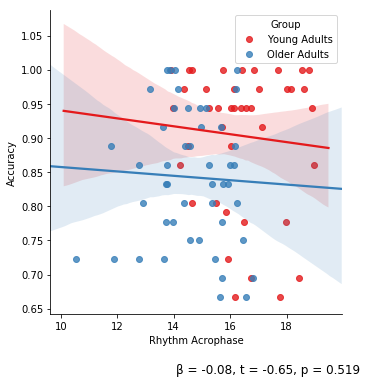 Group
Young Adults
Older Adults
1.05
1.00
0.95
0.90
0.85
0.80
0.75
0.70
0.65
Accuracy
10 12 14 16 18
Rhythm Acrophase
β = -0.08, t = -0.65, p = 0.519